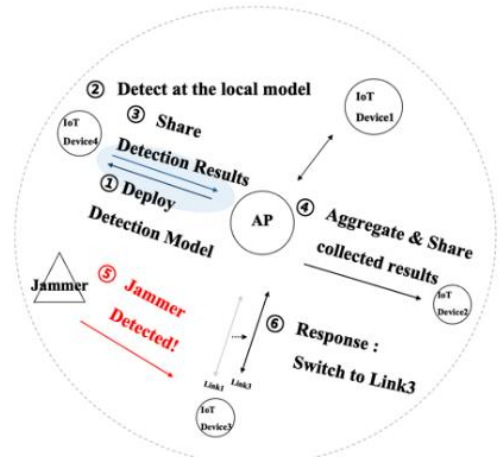 ② Detect at the local model
IoT
Device1
IoT
Device4
③ Share
Detection Results
① Deploy
Detection Model
AP
④ Aggregate & Share
collected results
IoT
Device2
Jammer
⑤ Jammer
Detected!
⑥ Response :
Switch to Link3
Link1 Link3
IoT
Device3